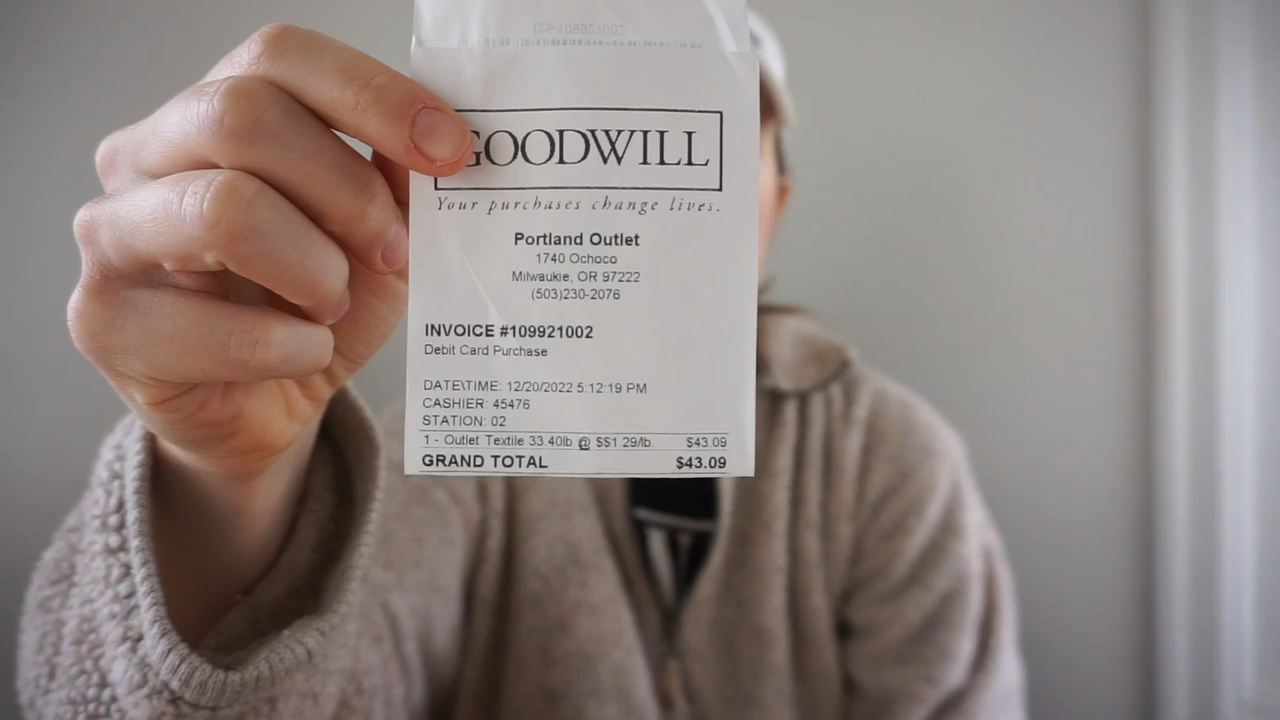 125-109921002
GOODWILL
Your purchases change lives.
Portland Outlet
1740 Ochoco
Milwaukie, OR 97222
(503)230-2076
INVOICE #109921002
Debit Card Purchase
DATE\TIME: 12/20/2022 5:12:19 PM
CASHIER: 45476
STATION: 02
1 - Outlet Textile 33.40lb @ $$1.29/lb. $43.09
GRAND TOTAL $43.09